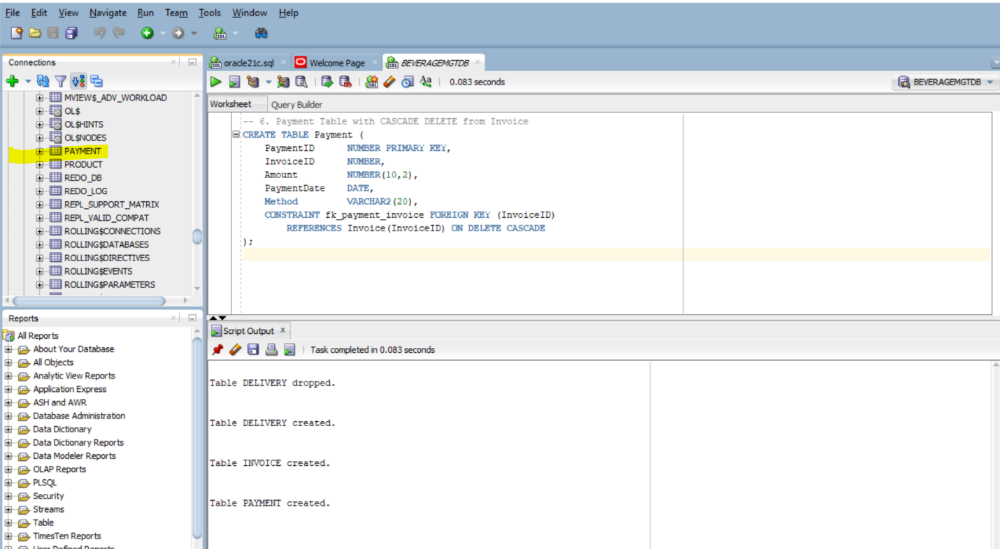 File Edit View Navigate Run Team Tools Window Help
Connections
oracle21c.sql Welcome Page BEVERAGEMGTDB
0.083 seconds
BEVERAGEMGTDB
Worksheet Query Builder
MVIEW$_ADV_WORKLOAD
OL$
OL$HINTS
OL$NODES
PAYMENT
PRODUCT
REDO_DB
REDO_LOG
REPL_SUPPORT_MATRIX
REPL_VALID_COMPAT
ROLLING$CONNECTIONS
ROLLING$DATABASES
ROLLING$DIRECTIVES
ROLLING$EVENTS
ROLLING$PARAMETERS
-- 6. Payment Table with CASCADE DELETE from Invoice
CREATE TABLE Payment (
PaymentID NUMBER PRIMARY KEY,
InvoiceID NUMBER,
Amount NUMBER(10,2),
PaymentDate DATE,
Method VARCHAR2(20),
CONSTRAINT fk_payment_invoice FOREIGN KEY (InvoiceID)
REFERENCES Invoice(InvoiceID) ON DELETE CASCADE
);
Reports
All Reports
About Your Database
All Objects
Analytic View Reports
Application Express
ASH and AWR
Database Administration
Data Dictionary
Data Dictionary Reports
Data Modeler Reports
OLAP Reports
PLSQL
Security
Streams
Table
TimesTen Reports
User Defined Reports
Script Output x
Task completed in 0.083 seconds
Table DELIVERY dropped.
Table DELIVERY created.
Table INVOICE created.
Table PAYMENT created.